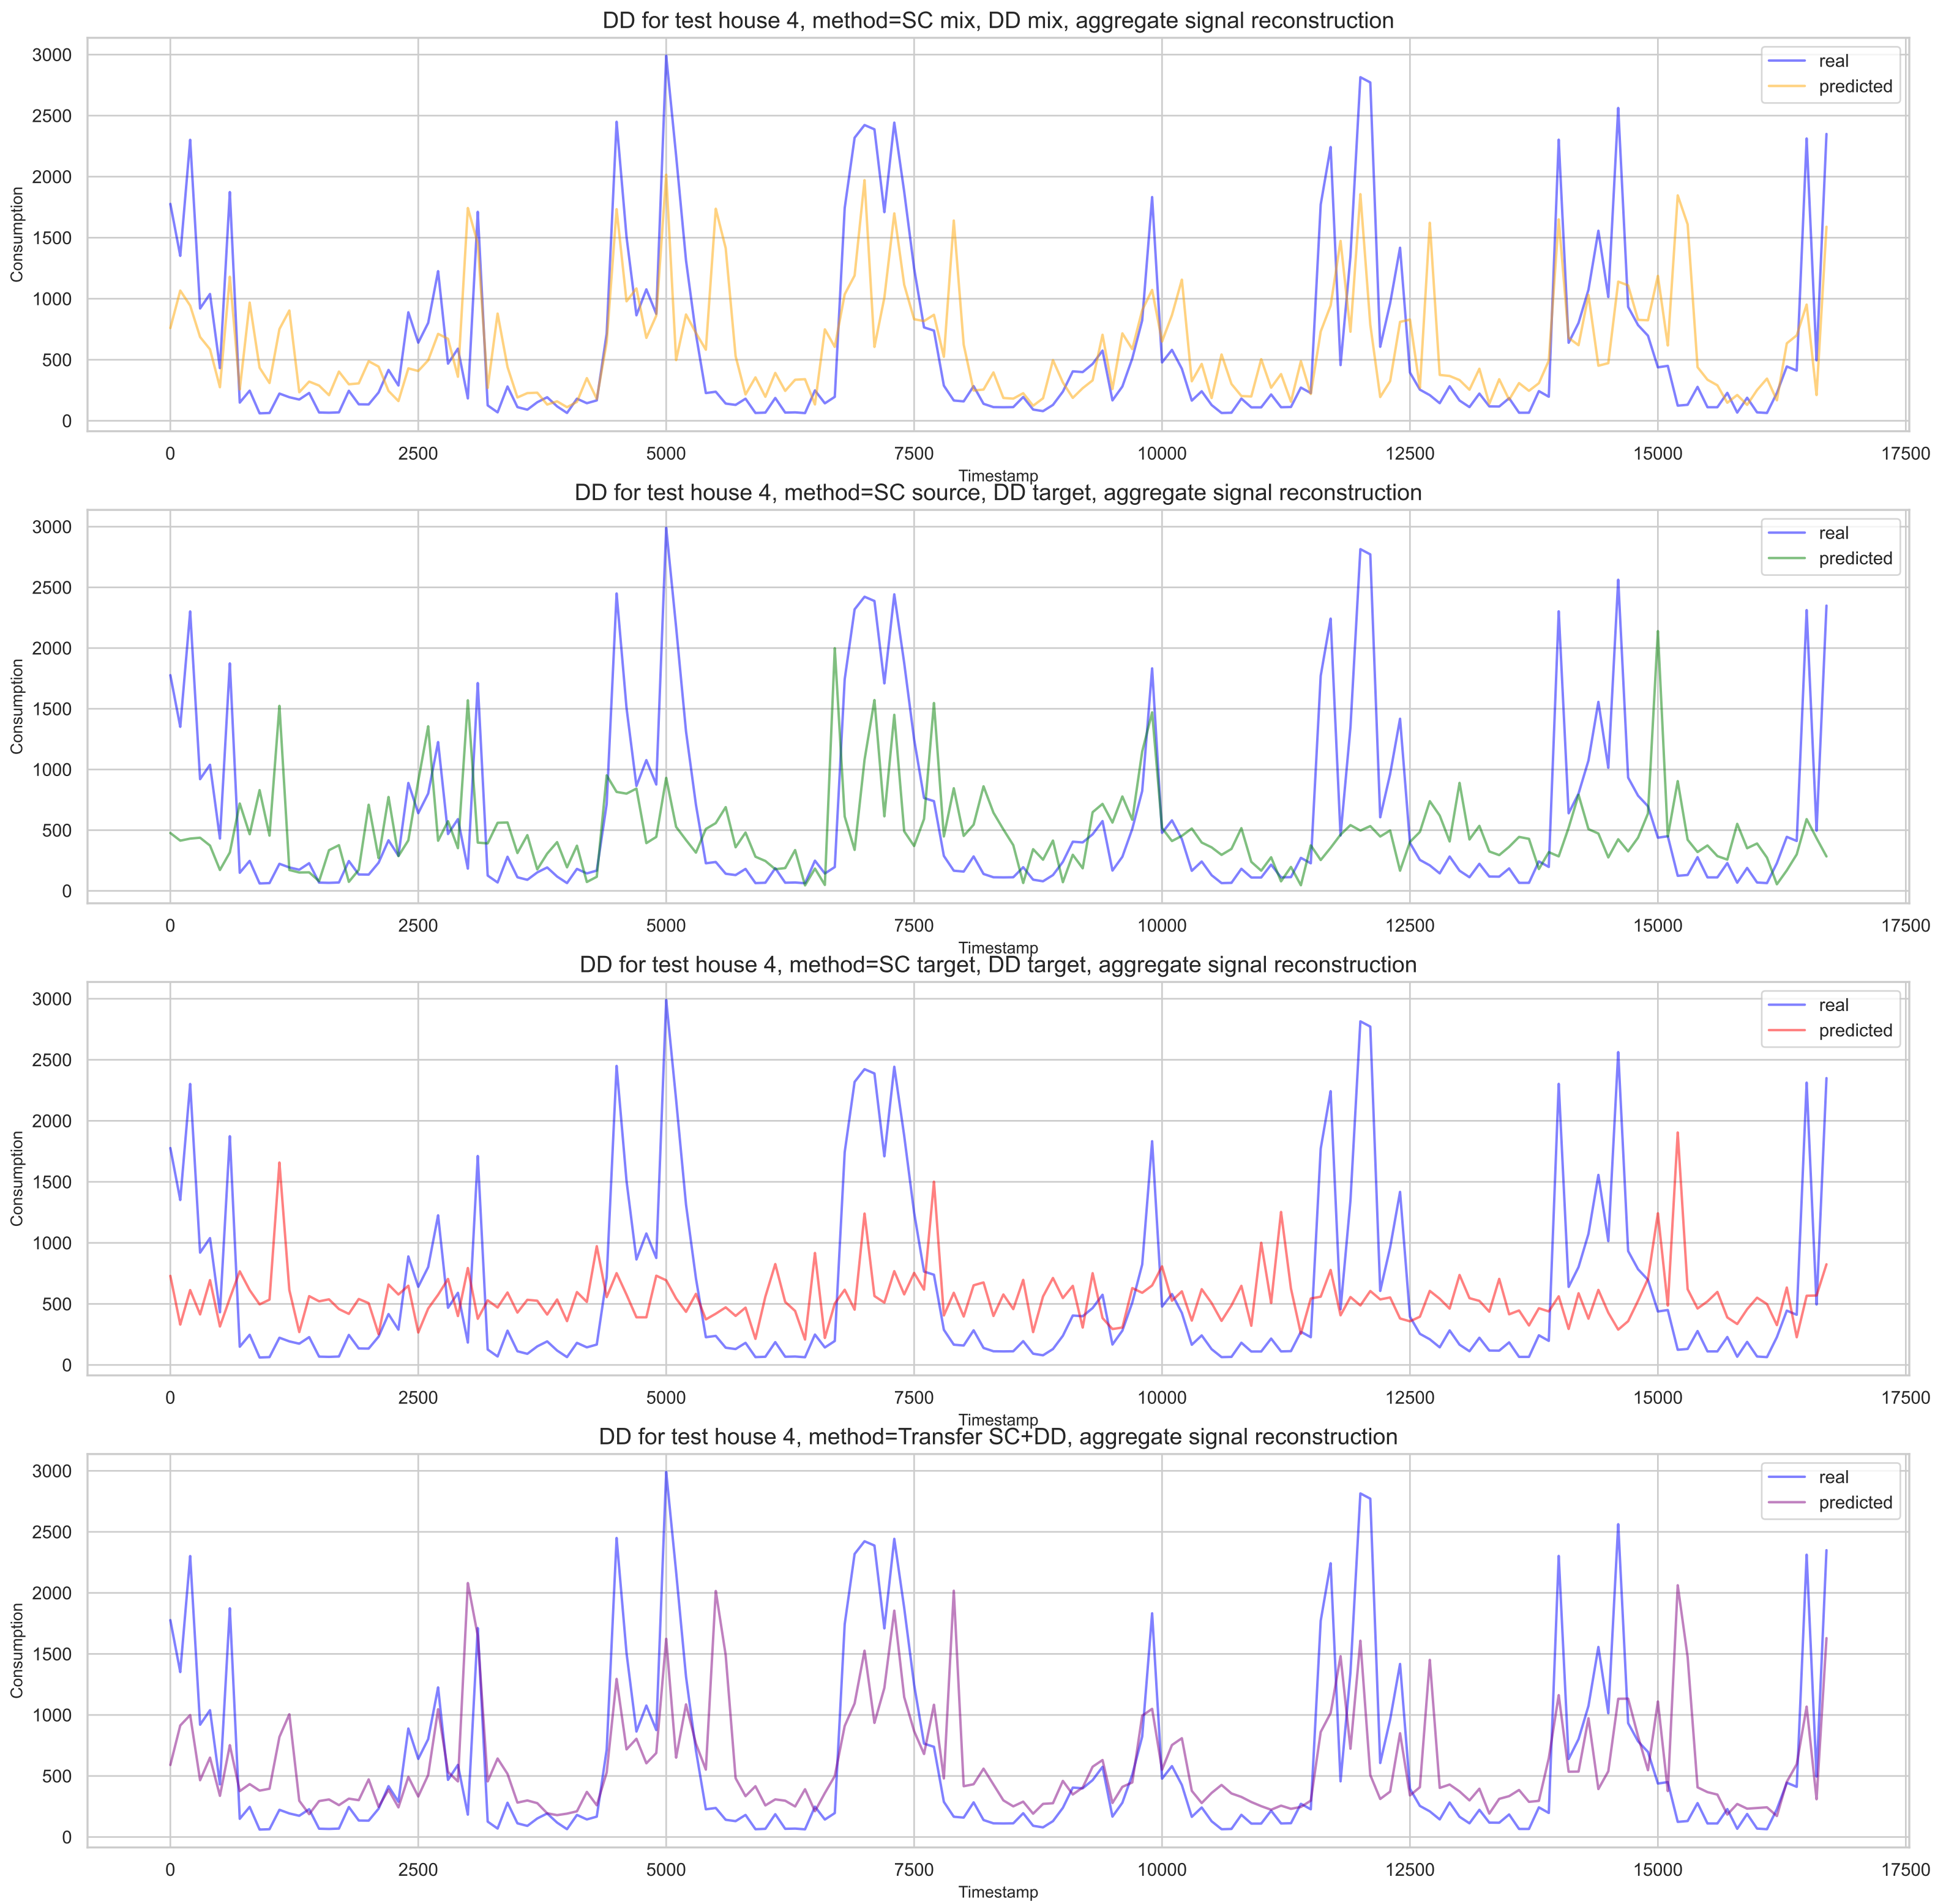 DD for test house 4, method=SC mix, DD mix, aggregate signal reconstruction
3000
2500
2000
1500
1000
500
0
Consumption
real
predicted
0 2500 5000 7500 10000 12500 15000 17500
Timestamp
DD for test house 4, method=SC source, DD target, aggregate signal reconstruction
3000
2500
2000
1500
1000
500
0
Consumption
real
predicted
0 2500 5000 7500 10000 12500 15000 17500
Timestamp
DD for test house 4, method=SC target, DD target, aggregate signal reconstruction
3000
2500
2000
1500
1000
500
0
Consumption
real
predicted
0 2500 5000 7500 10000 12500 15000 17500
Timestamp
DD for test house 4, method=Transfer SC+DD, aggregate signal reconstruction
3000
2500
2000
1500
1000
500
0
Consumption
real
predicted
0 2500 5000 7500 10000 12500 15000 17500
Timestamp